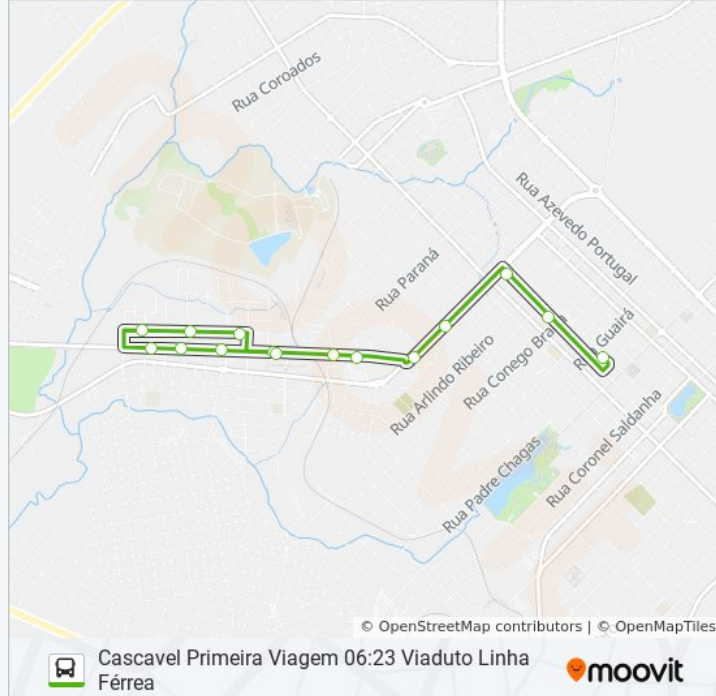 Rua Coroados
Rua Azevedo Portugal
Rua Paraná
Rua Guairá
Rua Conego Braga
Rua Arlindo Ribeiro
Rua Coronel Saldanha
Rua Padre Chagas
© OpenStreetMap contributors | © OpenMapTiles
Cascavel Primeira Viagem 06:23 Viaduto Linha
Férrea
moovit